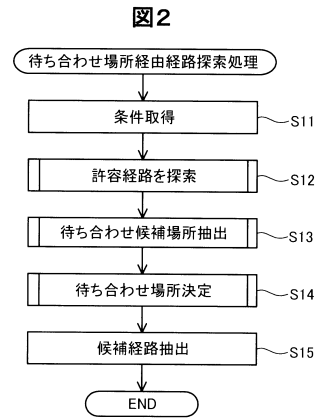 図2
待ち合わせ場所経由経路探索処理
条件取得
S11
許容経路を探索
S12
待ち合わせ候補場所抽出
S13
待ち合わせ場所決定
S14
候補経路抽出
S15
END